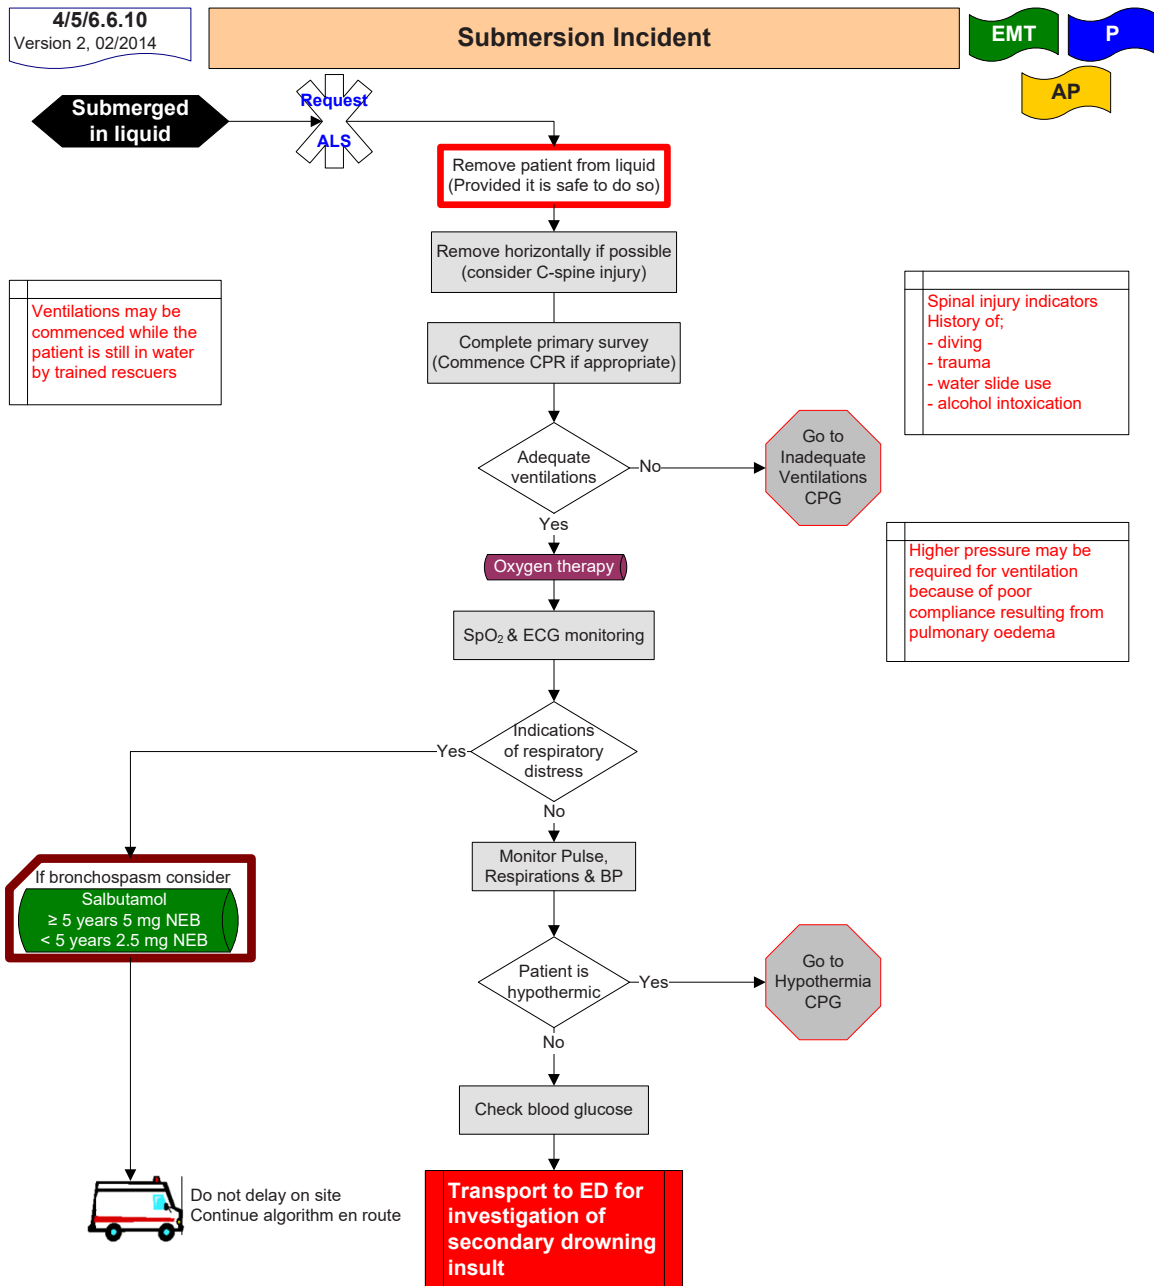 4/5/6.6.10
Version 2, 02/2014
Submersion Incident
EMT
P
AP
Submerged
in liquid
Request
ALS
Remove patient from liquid
(Provided it is safe to do so)
Remove horizontally if possible
(consider C-spine injury)
Ventilations may be
commenced while the
patient is still in water
by trained rescuers
Spinal injury indicators
History of;
- diving
- trauma
- water slide use
- alcohol intoxication
Complete primary survey
(Commence CPR if appropriate)
Adequate
ventilations
No
Go to
Inadequate
Ventilations
CPG
Yes
Oxygen therapy
Higher pressure may be
required for ventilation
because of poor
compliance resulting from
pulmonary oedema
SpO₂ & ECG monitoring
Indications
of respiratory
distress
Yes
No
If bronchospasm consider
Salbutamol
≥ 5 years 5 mg NEB
< 5 years 2.5 mg NEB
Monitor Pulse,
Respirations & BP
Patient is
hypothermic
Yes
Go to
Hypothermia
CPG
No
Check blood glucose
Do not delay on site
Continue algorithm en route
Transport to ED for
investigation of
secondary drowning
insult